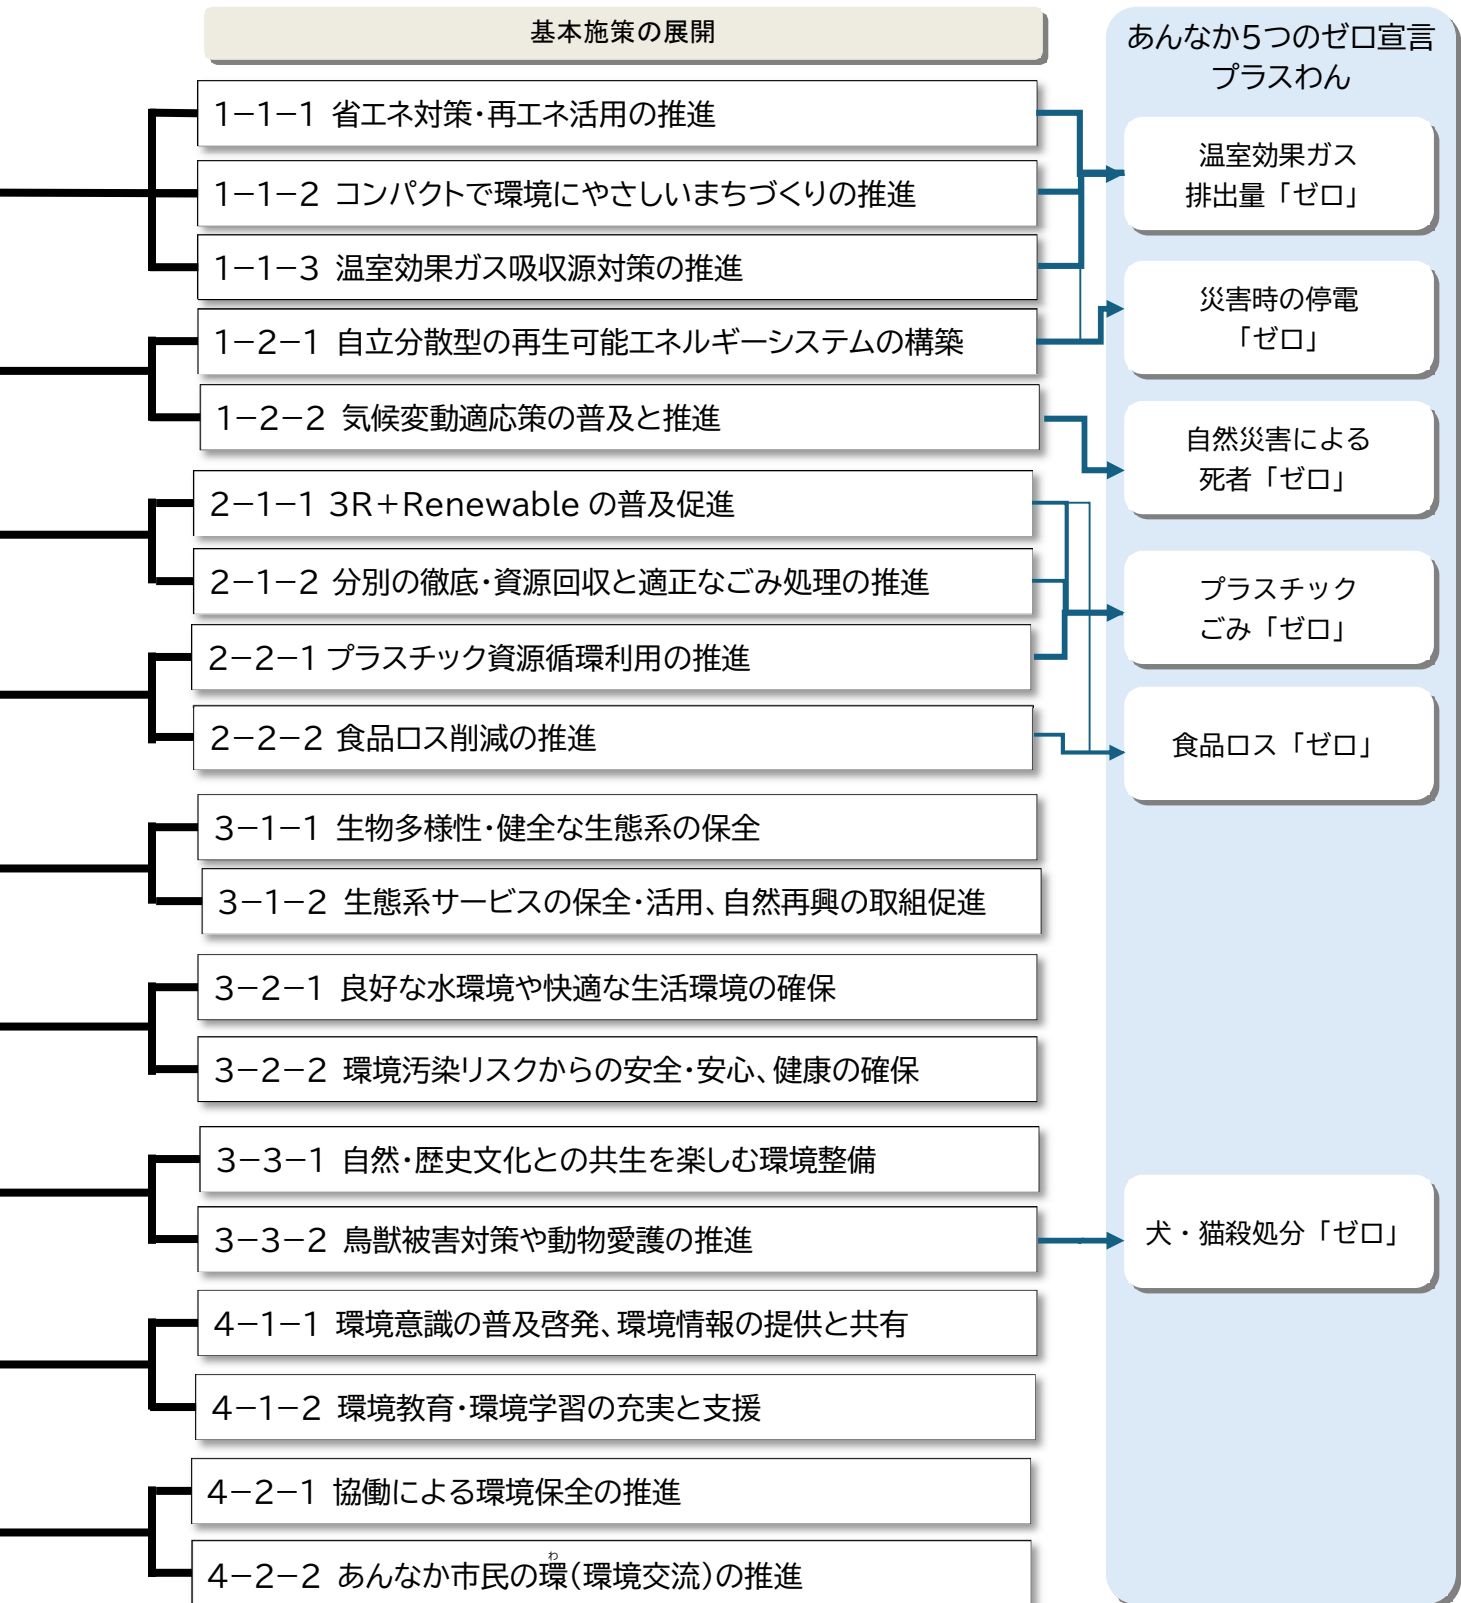 基本施策の展開
1−1−1 省エネ対策・再エネ活用の推進
1−1−2 コンパクトで環境にやさしいまちづくりの推進
1−1−3 温室効果ガス吸収源対策の推進
1−2−1 自立分散型の再生可能エネルギーシステムの構築
1−2−2 気候変動適応策の普及と推進
2−1−1 3R＋Renewable の普及促進
2−1−2 分別の徹底・資源回収と適正なごみ処理の推進
2−2−1 プラスチック資源循環利用の推進
2−2−2 食品ロス削減の推進
3−1−1 生物多様性・健全な生態系の保全
3−1−2 生態系サービスの保全・活用、自然再興の取組促進
3−2−1 良好な水環境や快適な生活環境の確保
3−2−2 環境汚染リスクからの安全・安心、健康の確保
3−3−1 自然・歴史文化との共生を楽しむ環境整備
3−3−2 鳥獣被害対策や動物愛護の推進
4−1−1 環境意識の普及啓発、環境情報の提供と共有
4−1−2 環境教育・環境学習の充実と支援
4−2−1 協働による環境保全の推進
わ
4−2−2 あんなか市民の環（環境交流）の推進
あんなか5つのゼロ宣言
プラスわん
温室効果ガス
排出量「ゼロ」
災害時の停電
「ゼロ」
自然災害による
死者「ゼロ」
プラスチック
ごみ「ゼロ」
食品ロス「ゼロ」
犬・猫殺処分「ゼロ」